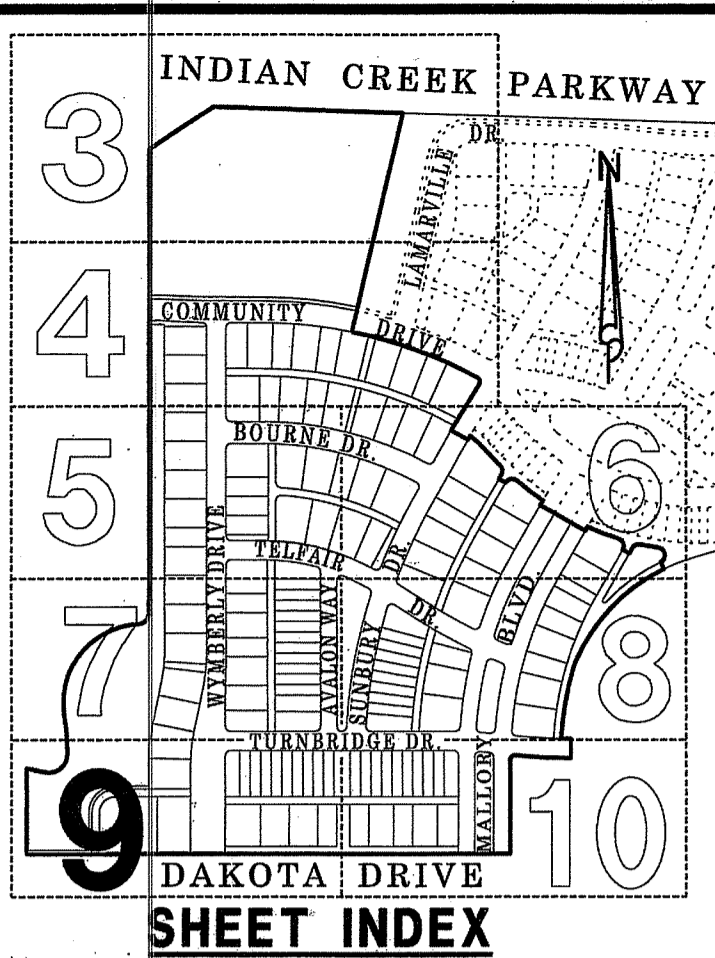 INDIAN CREEK PARKWAY
3
LAMARVILLE DR.
N
4
COMMUNITY DRIVE
5
BOURNE DR.
6
WYMBERLY DRIVE
TELFAIR DR.
7
AVALON WAY
SUNBURY DR.
BLVD.
8
TURNBRIDGE DR.
MALLORY
9
10
DAKOTA DRIVE
SHEET INDEX